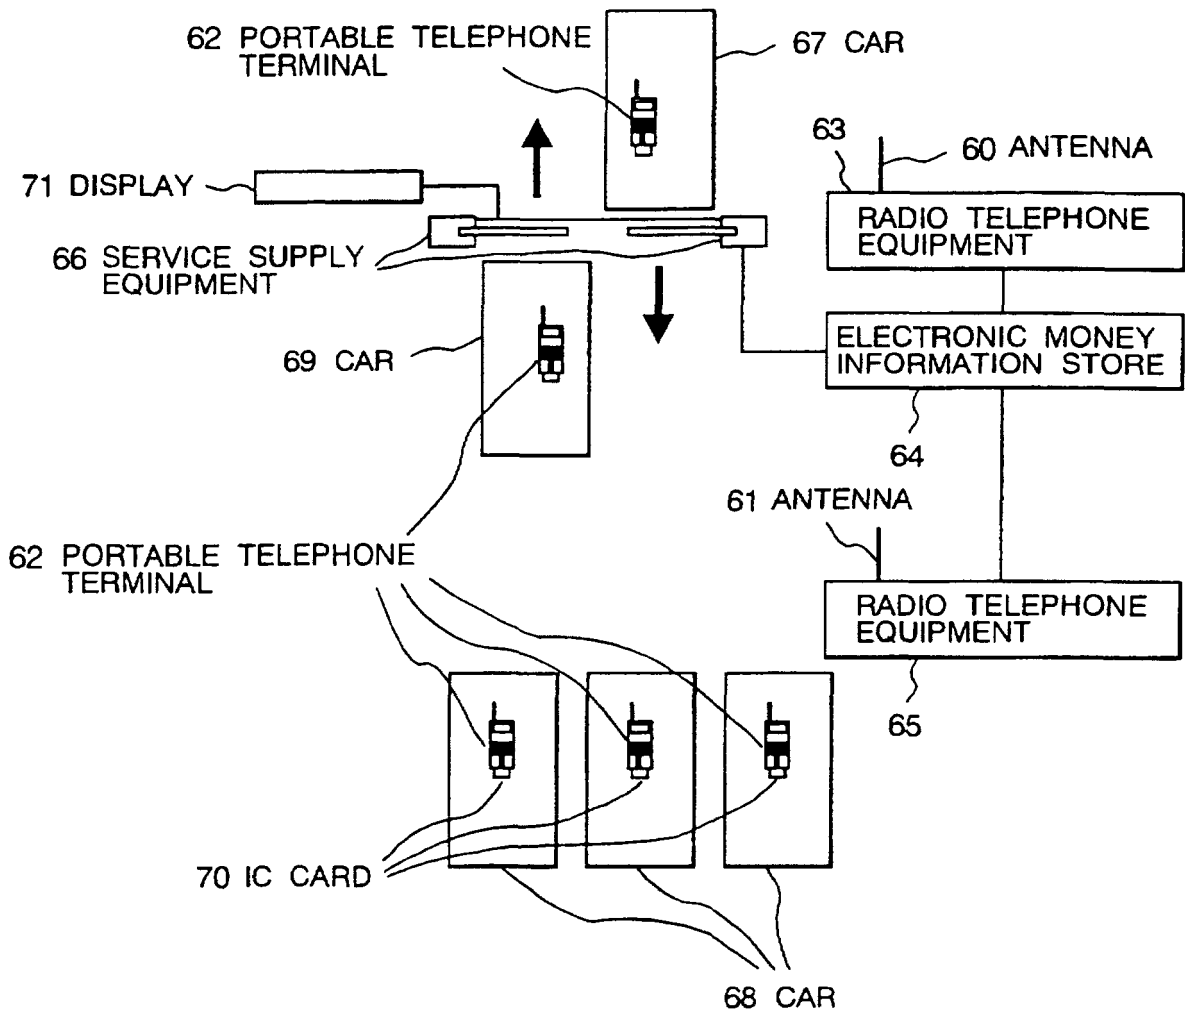 62 PORTABLE TELEPHONE
TERMINAL
67 CAR
63
60 ANTENNA
71 DISPLAY
RADIO TELEPHONE
EQUIPMENT
66 SERVICE SUPPLY
EQUIPMENT
ELECTRONIC MONEY
INFORMATION STORE
69 CAR
64
61 ANTENNA
62 PORTABLE TELEPHONE
TERMINAL
RADIO TELEPHONE
EQUIPMENT
65
70 IC CARD
68 CAR